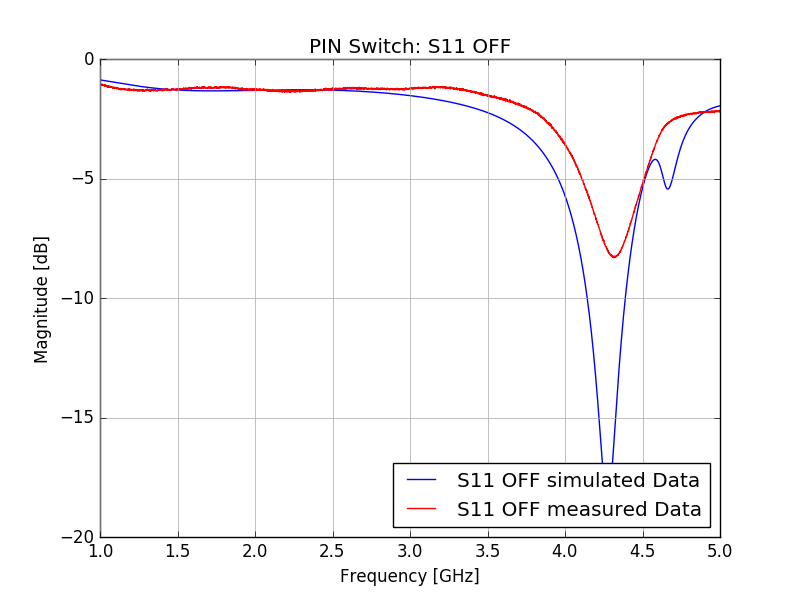 PIN Switch: S11 OFF
Magnitude [dB]
0
−5
−10
−15
−20
1.0 1.5 2.0 2.5 3.0 3.5 4.0 4.5 5.0
Frequency [GHz]
S11 OFF simulated Data
S11 OFF measured Data